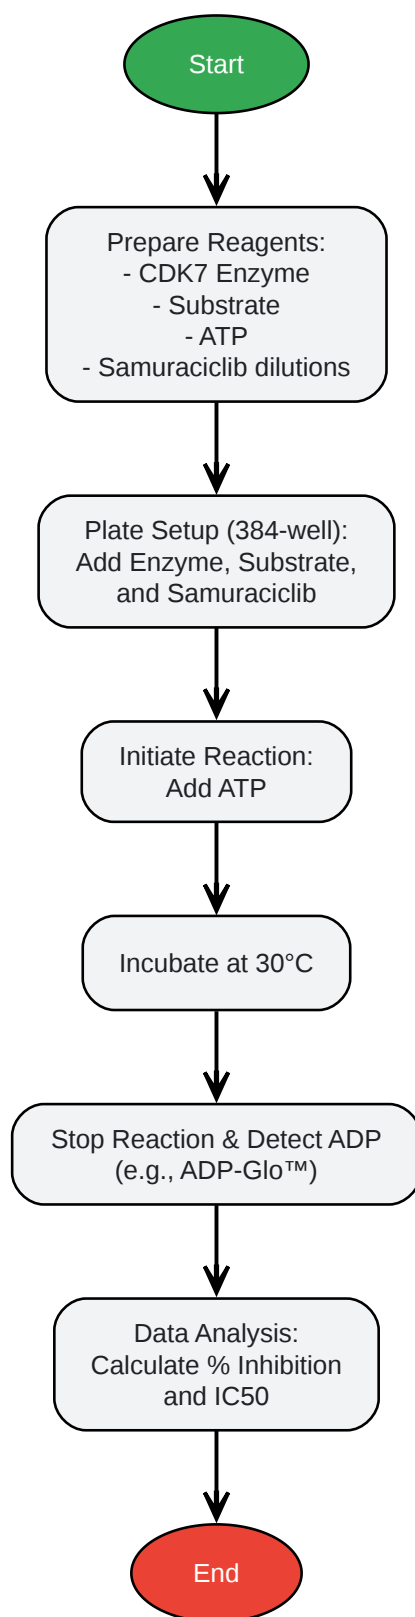 Start
Prepare Reagents:
- CDK7 Enzyme
- Substrate
- ATP
- Samuraciclib dilutions
Plate Setup (384-well):
Add Enzyme, Substrate,
and Samuraciclib
Initiate Reaction:
Add ATP
Incubate at 30°C
Stop Reaction & Detect ADP
(e.g., ADP-Glo™)
Data Analysis:
Calculate % Inhibition
and IC50
End